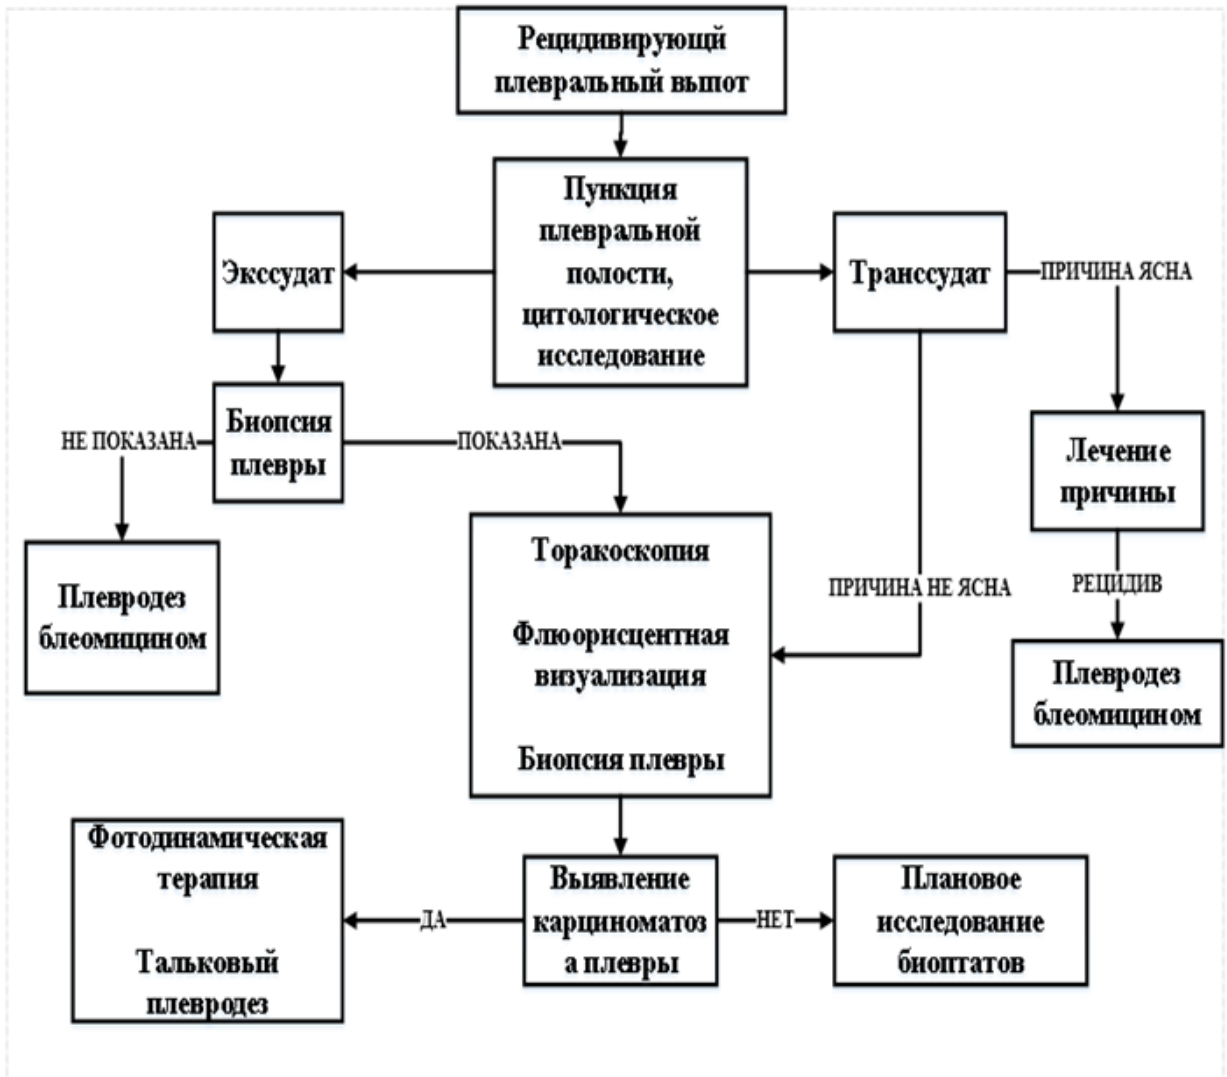 Рецидивирующй
плевральный выпот
Пункция
плевральной
полости,
цитологическое
исследование
Экссудат
Транссудат
ПРИЧИНА ЯСНА
Биопсия
плевры
НЕ ПОКАЗАНА
ПОКАЗАНА
Лечение
причины
Плевродез
блеомицином
Торакоскопия
Флюорисцентная
визуализация
Биопсия плевры
ПРИЧИНА НЕ ЯСНА
РЕЦИДИВ
Плевродез
блеомицином
Фотодинамическая
терапия
Тальковый
плевродез
ДА
Выявление
карциноматоз
а плевры
НЕТ
Плановое
исследование
биоптатов